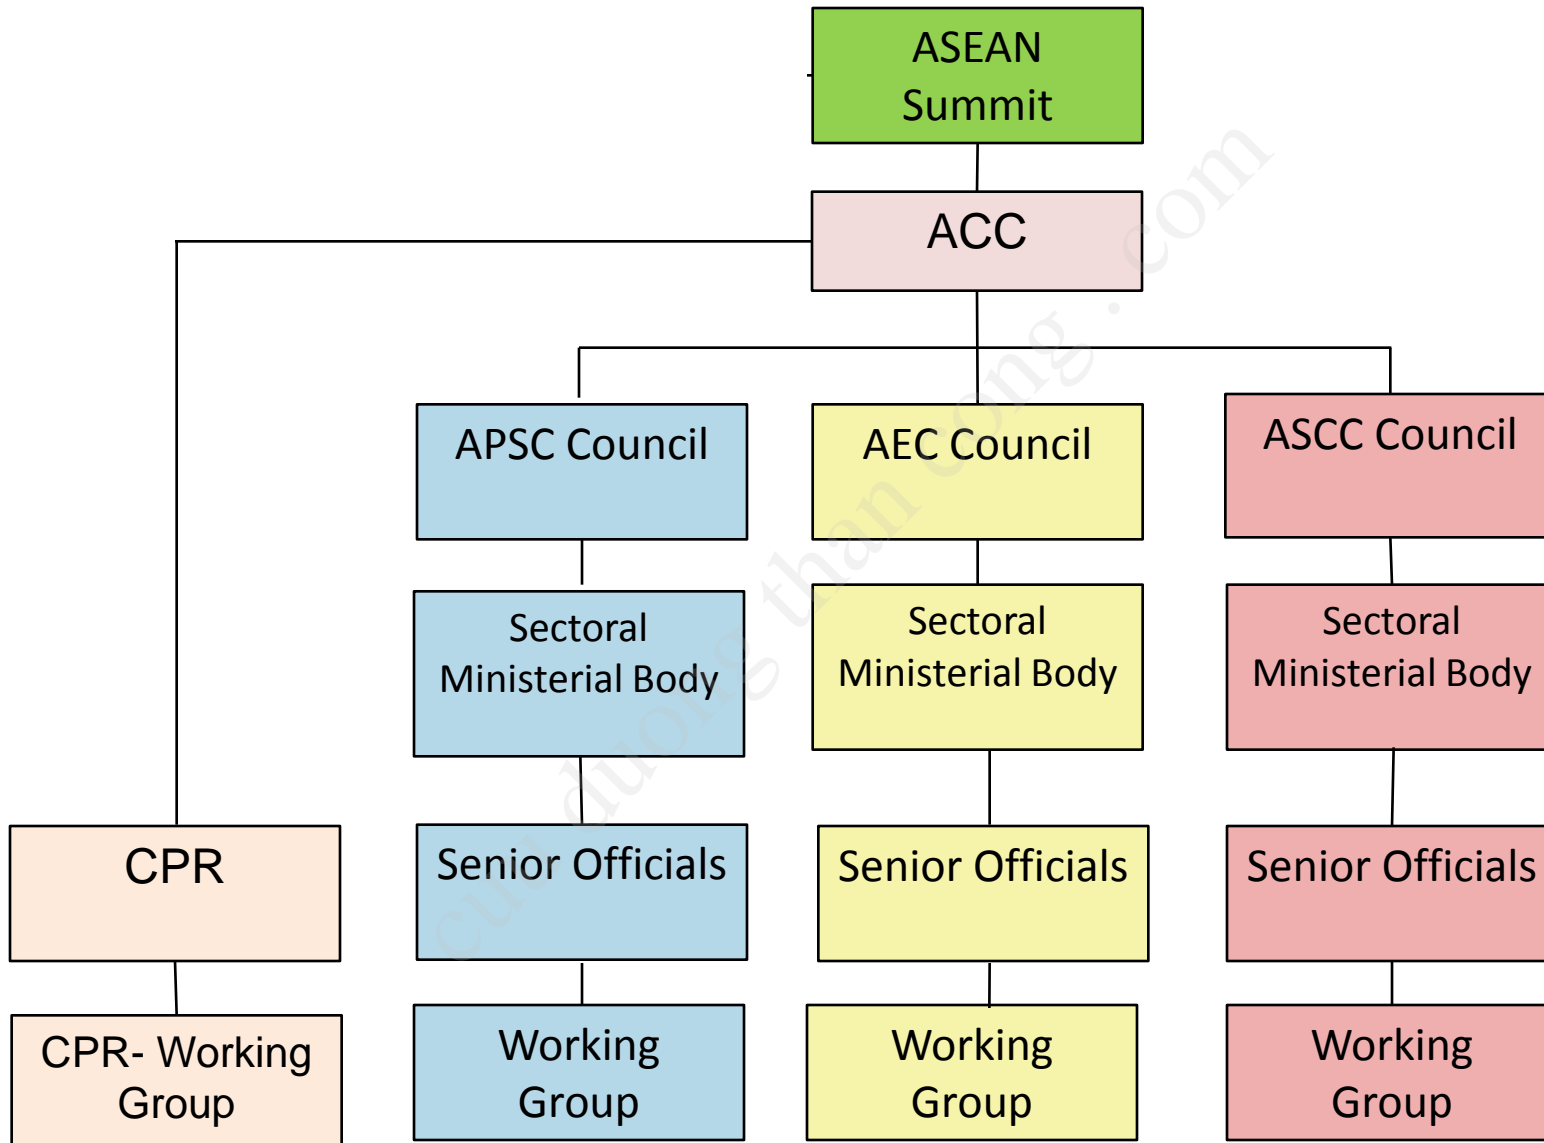 ASEAN
Summit
ACC
APSC Council
AEC Council
ASCC Council
Sectoral
Ministerial Body
Sectoral
Ministerial Body
Sectoral
Ministerial Body
CPR
Senior Officials
Senior Officials
Senior Officials
CPR- Working
Group
Working
Group
Working
Group
Working
Group
cuu duong than cong . com